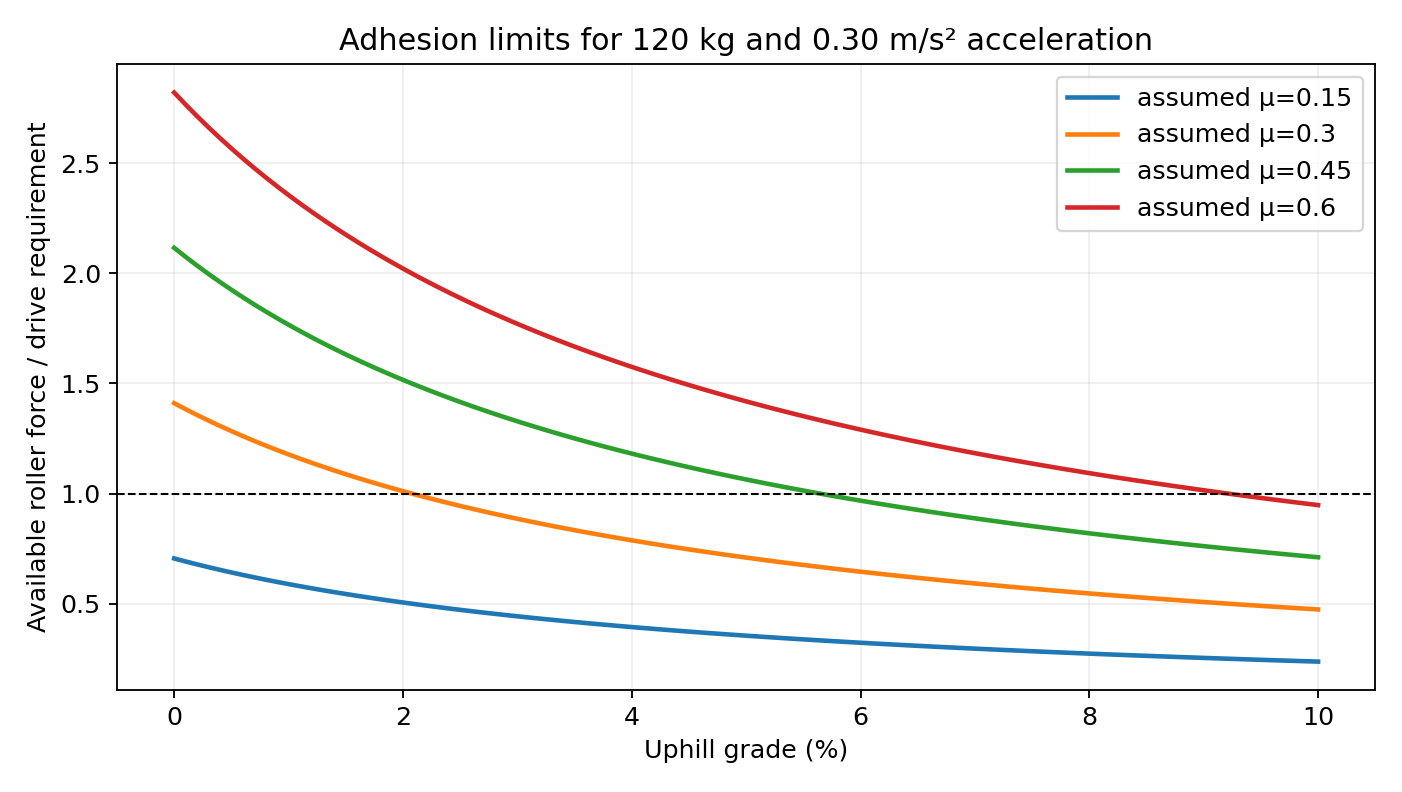 Adhesion limits for 120 kg and 0.30 m/s² acceleration
Available roller force / drive requirement
2.5
2.0
1.5
1.0
0.5
assumed μ=0.15
assumed μ=0.3
assumed μ=0.45
assumed μ=0.6
0 2 4 6 8 10
Uphill grade (%)